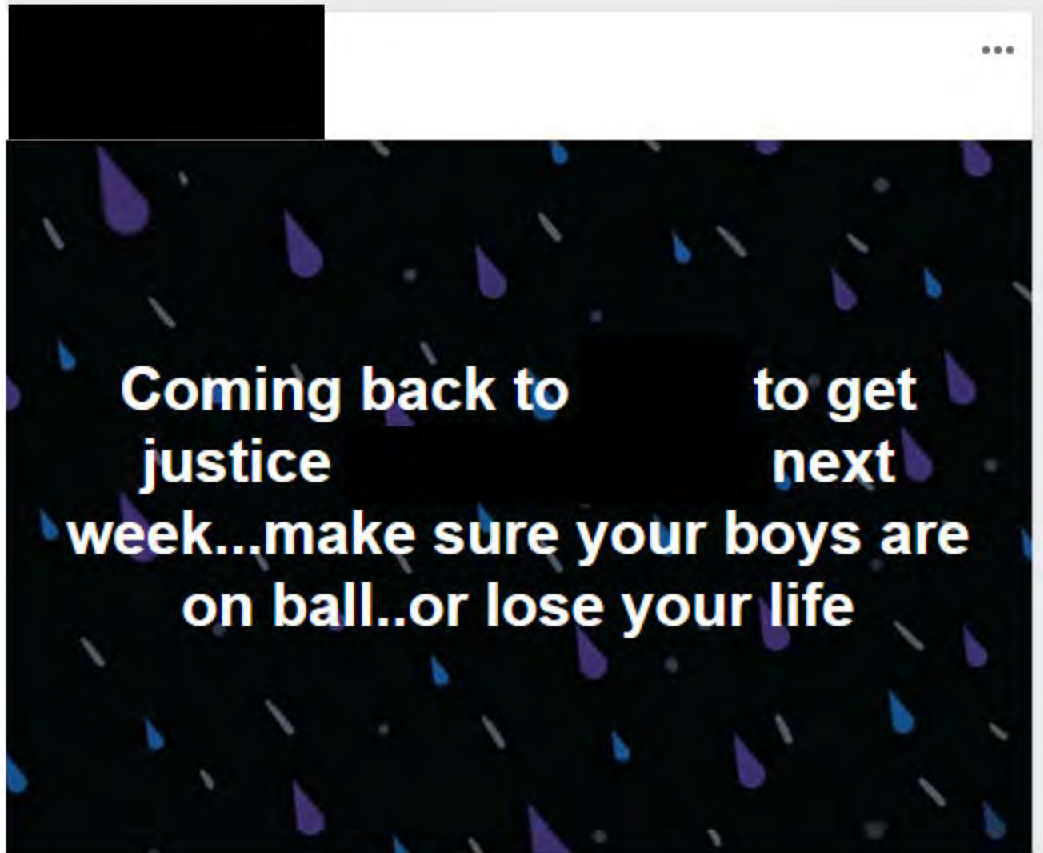 Coming back to to get
justice next
week...make sure your boys are
on ball..or lose your life